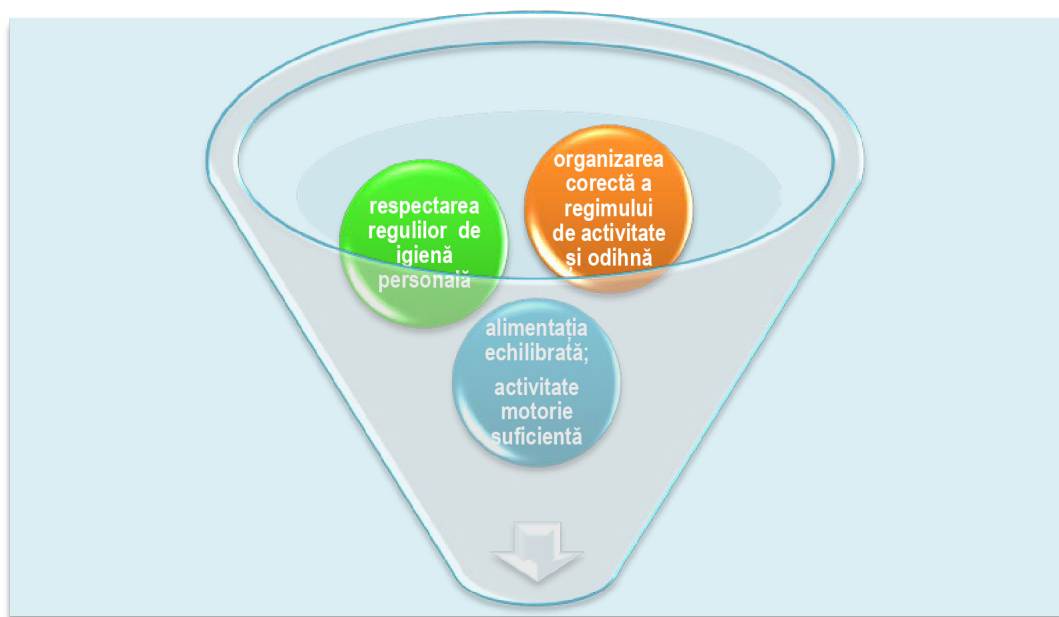 respectarea
regulilor de
igienă
personală
organizarea
corectă a
regimului
de activitate
și odihnă
alimentația
echilibrată;
activitate
motorie
suficientă